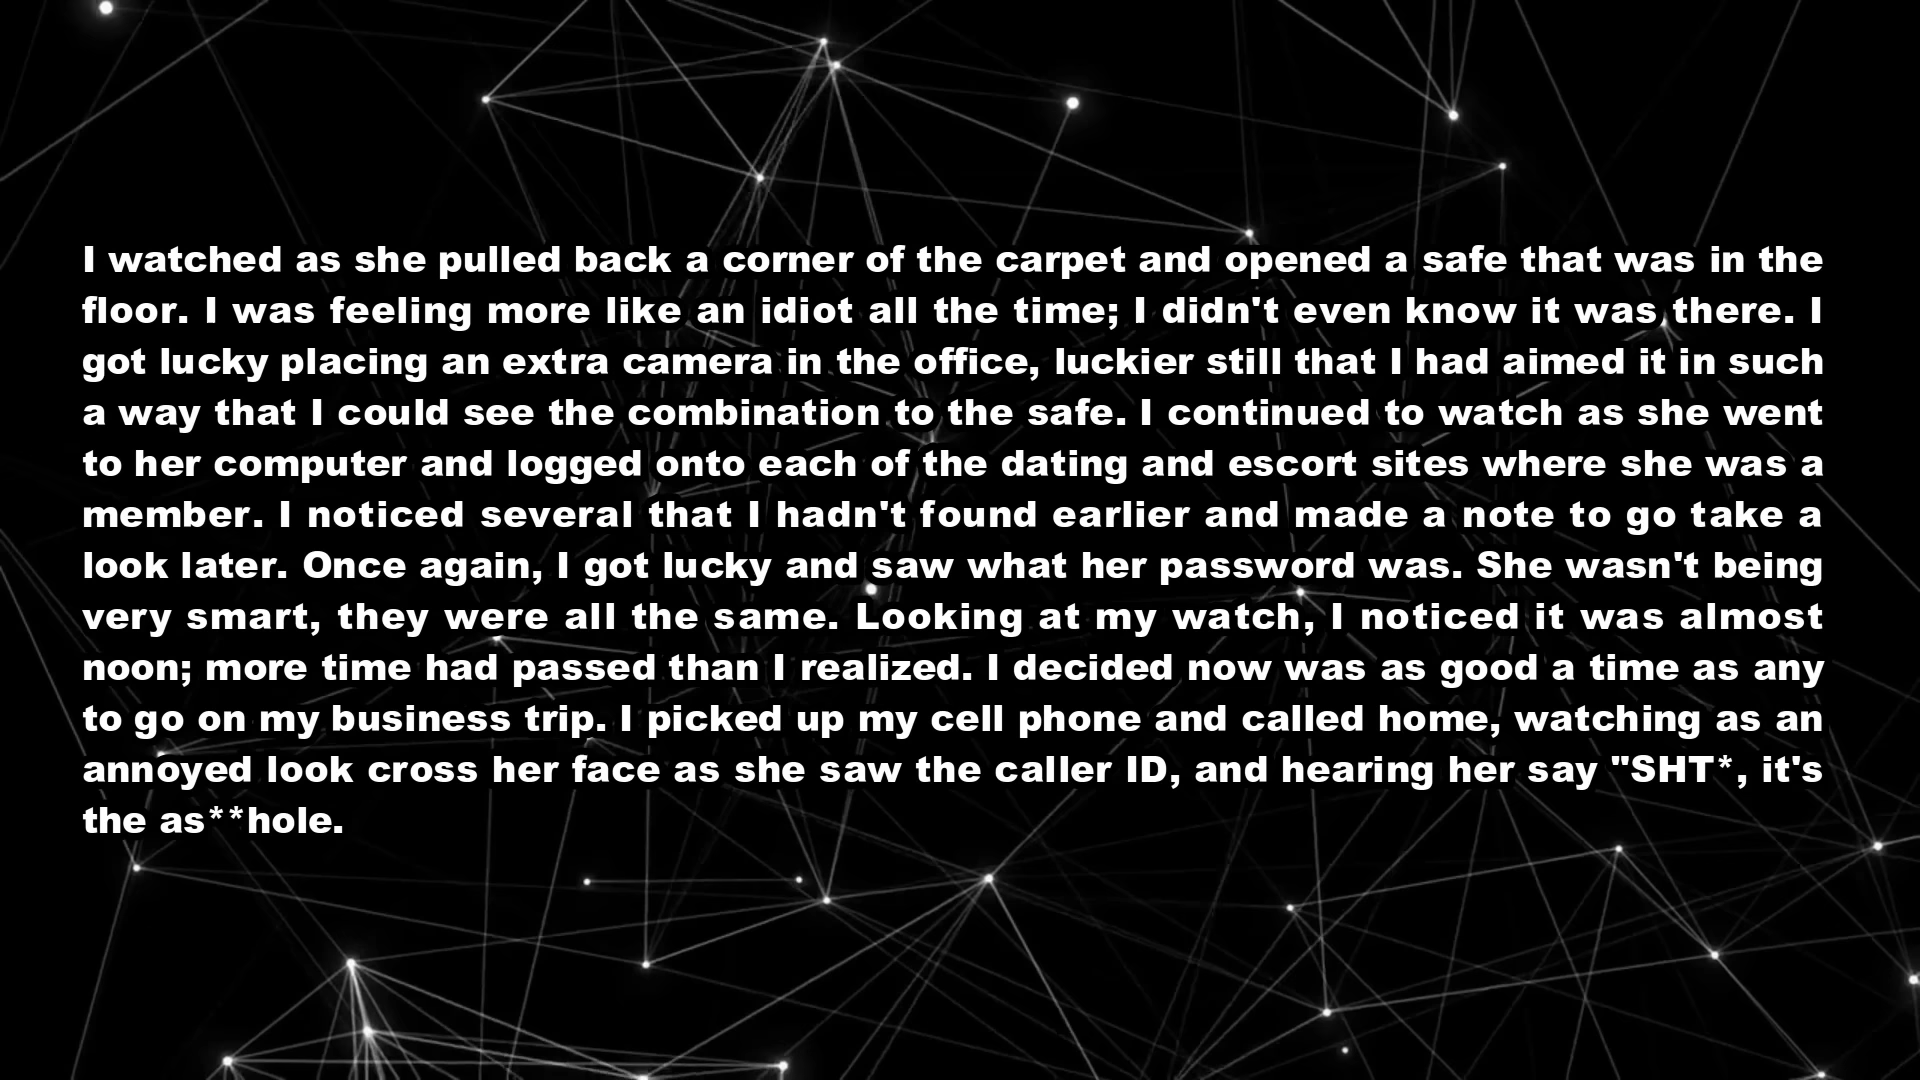 I watched as she pulled back a corner of the carpet and opened a safe that was in the
floor. I was feeling more like an idiot all the time; I didn't even know it was there. I
got lucky placing an extra camera in the office, luckier still that I had aimed it in such
a way that I could see the combination to the safe. I continued to watch as she went
to her computer and logged onto each of the dating and escort sites where she was a
member. I noticed several that I hadn't found earlier and made a note to go take a
look later. Once again, I got lucky and saw what her password was. She wasn't being
very smart, they were all the same. Looking at my watch, I noticed it was almost
noon; more time had passed than I realized. I decided now was as good a time as any
to go on my business trip. I picked up my cell phone and called home, watching as an
annoyed look cross her face as she saw the caller ID, and hearing her say "SHT*, it's
the as**hole.